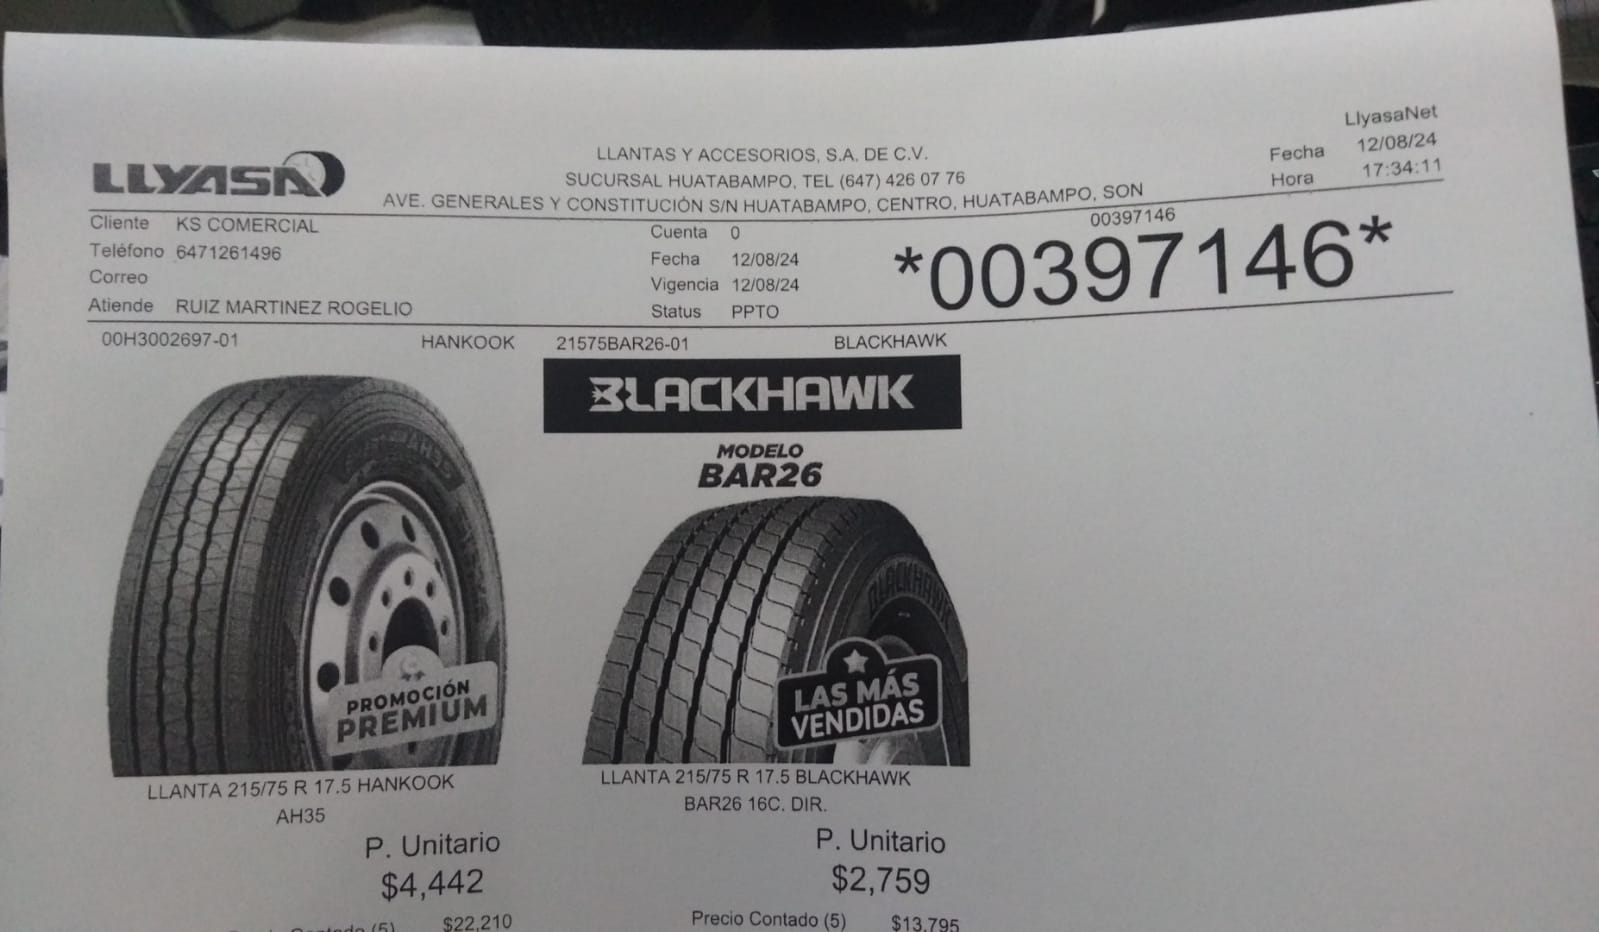 LlyasaNet
LLYASA
LLANTAS Y ACCESORIOS, S.A. DE C.V.
Fecha 12/08/24
SUCURSAL HUATABAMPO, TEL (647) 426 07 76
Hora 17:34:11
AVE. GENERALES Y CONSTITUCIÓN S/N HUATABAMPO, CENTRO, HUATABAMPO, SON
Cliente KS COMERCIAL
Cuenta 0
00397146
Teléfono 6471261496
Fecha 12/08/24
*00397146*
Correo
Vigencia 12/08/24
Atiende RUIZ MARTINEZ ROGELIO
Status PPTO
00H3002697-01 HANKOOK
21575BAR26-01 BLACKHAWK
BLACKHAWK
MODELO
BAR26
AH35
BLACKHAWK
PROMOCIÓN
PREMIUM
LAS MÁS
VENDIDAS
LLANTA 215/75 R 17.5 HANKOOK
AH35
LLANTA 215/75 R 17.5 BLACKHAWK
BAR26 16C. DIR.
P. Unitario
$4,442
P. Unitario
$2,759
Contado (5) $22,210
Precio Contado (5) $13,795